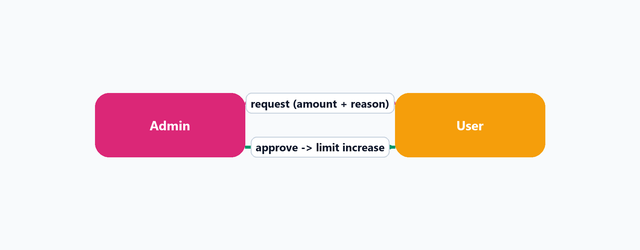 Admin
request (amount + reason)
User
approve -> limit increase